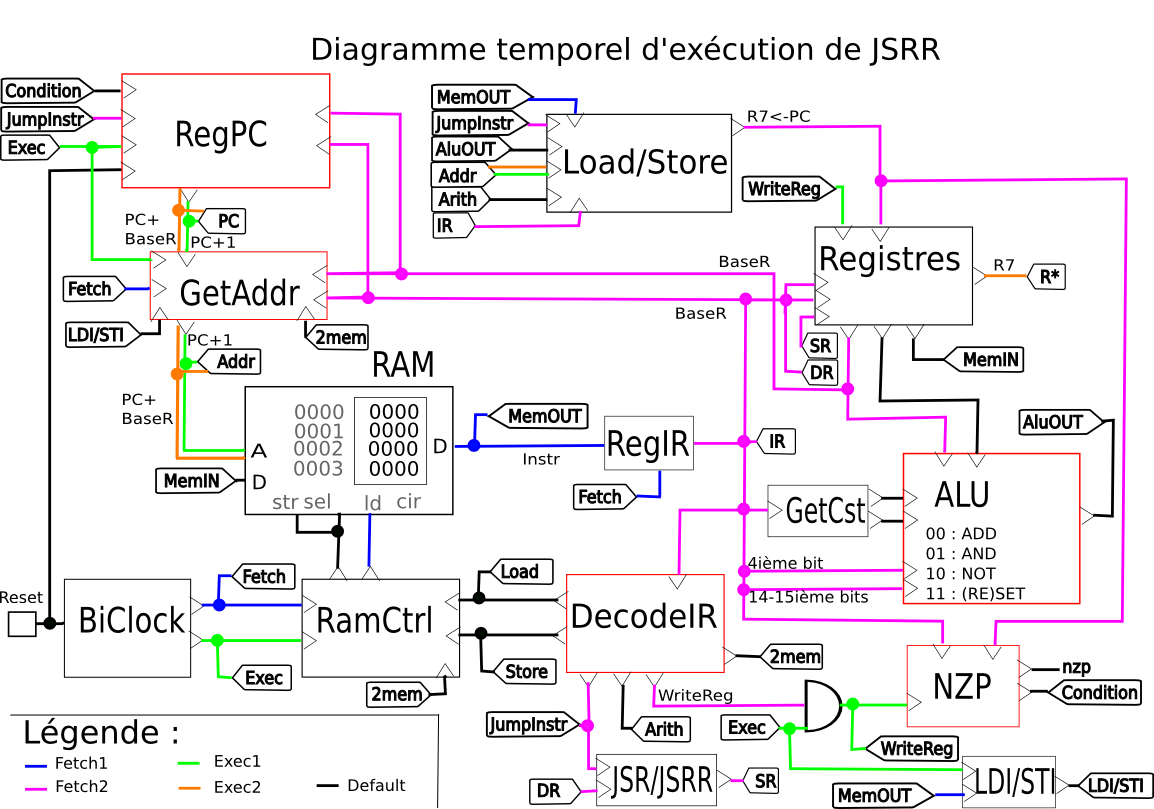 Diagramme temporel d'exécution de JSRR
Condition
JumpInstr
Exec
RegPC
PC+
BaseR
PC
PC+1
MemOUT
JumpInstr
AluOUT
Addr
Arith
IR
Load/Store
R7<-PC
WriteReg
Registres
R7
R*
Fetch
GetAddr
LDI/STI
2mem
PC+1
Addr
PC+
BaseR
BaseR
BaseR
SR
DR
MemIN
RAM
0000 0000
0001 0000
0002 0000
0003 0000
A
D
D
str sel ld cir
MemIN
MemOUT
Instr
RegIR
Fetch
IR
AluOUT
GetCst
ALU
00 : ADD
01 : AND
10 : NOT
11 : (RE)SET
4ième bit
14-15ième bits
Reset
BiClock
Fetch
Exec
RamCtrl
2mem
Load
Store
DecodeIR
2mem
WriteReg
JumpInstr
Arith
Exec
NZP
nzp
Condition
WriteReg
DR
JSR/JSRR
SR
MemOUT
LDI/STI
LDI/STI
Légende :
Fetch1
Exec1
Fetch2
Exec2
Default